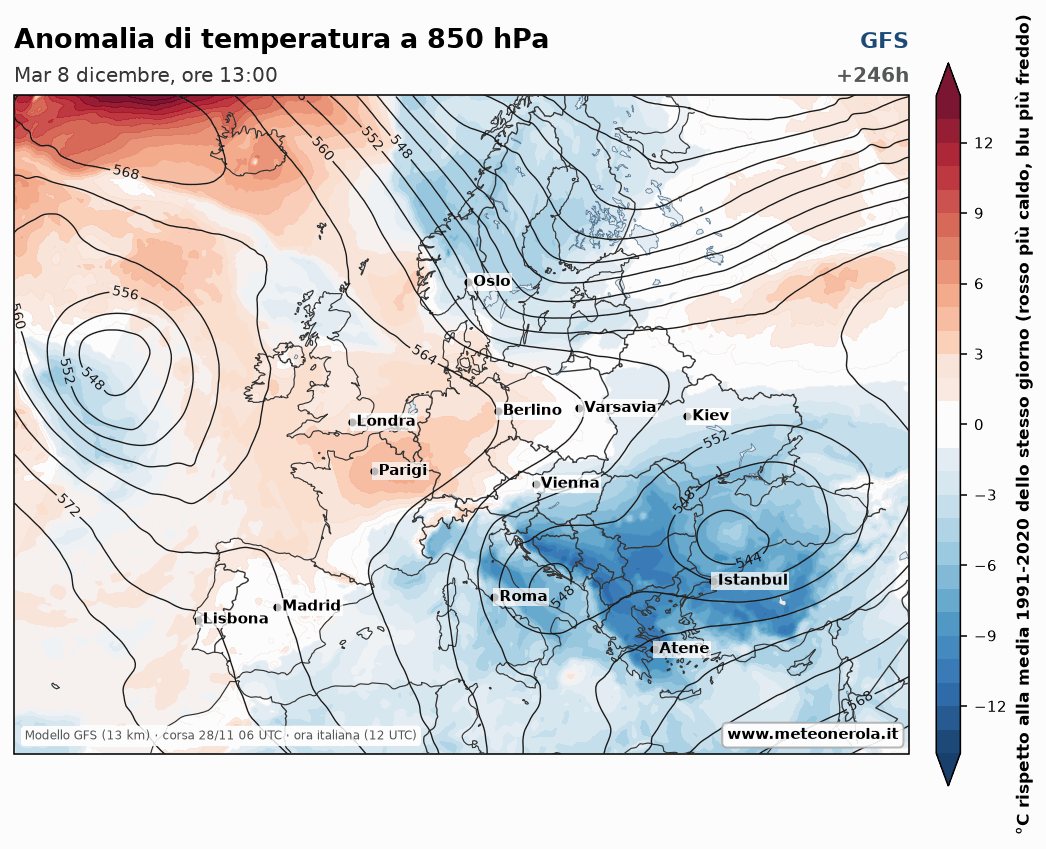 Anomalia di temperatura a 850 hPa
GFS
Mar 8 dicembre, ore 13:00
+246h
568
560
552
548
556
560
552
548
564
572
552
548
544
548
568
Oslo
Londra
Berlino
Varsavia
Kiev
Parigi
Vienna
Istanbul
Roma
Madrid
Lisbona
Atene
Modello GFS (13 km) · corsa 28/11 06 UTC · ora italiana (12 UTC)
www.meteonerola.it
12
9
6
3
0
−3
−6
−9
−12
°C rispetto alla media 1991-2020 dello stesso giorno (rosso più caldo, blu più freddo)